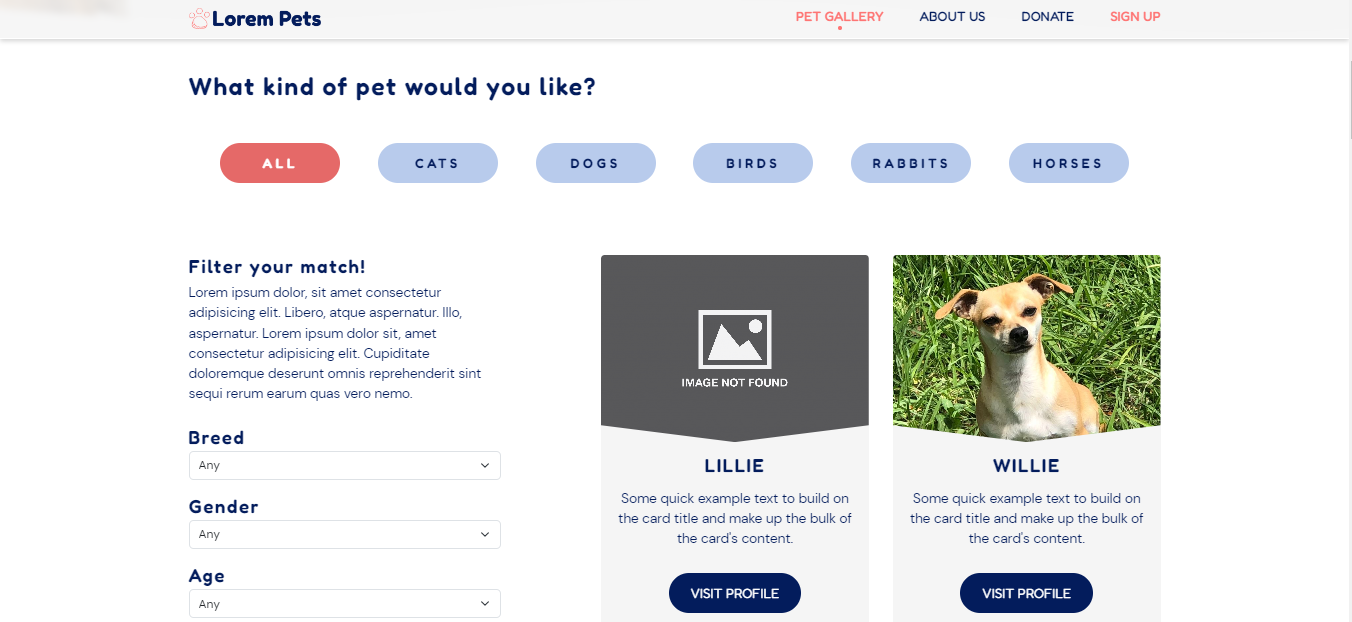 Lorem Pets
PET GALLERY
ABOUT US
DONATE
SIGN UP
What kind of pet would you like?
ALL
CATS
DOGS
BIRDS
RABBITS
HORSES
Filter your match!
Lorem ipsum dolor, sit amet consectetur
adipisicing elit. Libero, atque aspernatur. Illo,
aspernatur. Lorem ipsum dolor sit, amet
consectetur adipisicing elit. Cupiditate
doloremque deserunt omnis reprehenderit sint
sequi rerum earum quas vero nemo.
Breed
Any
Gender
Any
Age
Any
IMAGE NOT FOUND
LILLIE
Some quick example text to build on
the card title and make up the bulk of
the card's content.
VISIT PROFILE
WILLIE
Some quick example text to build on
the card title and make up the bulk of
the card's content.
VISIT PROFILE